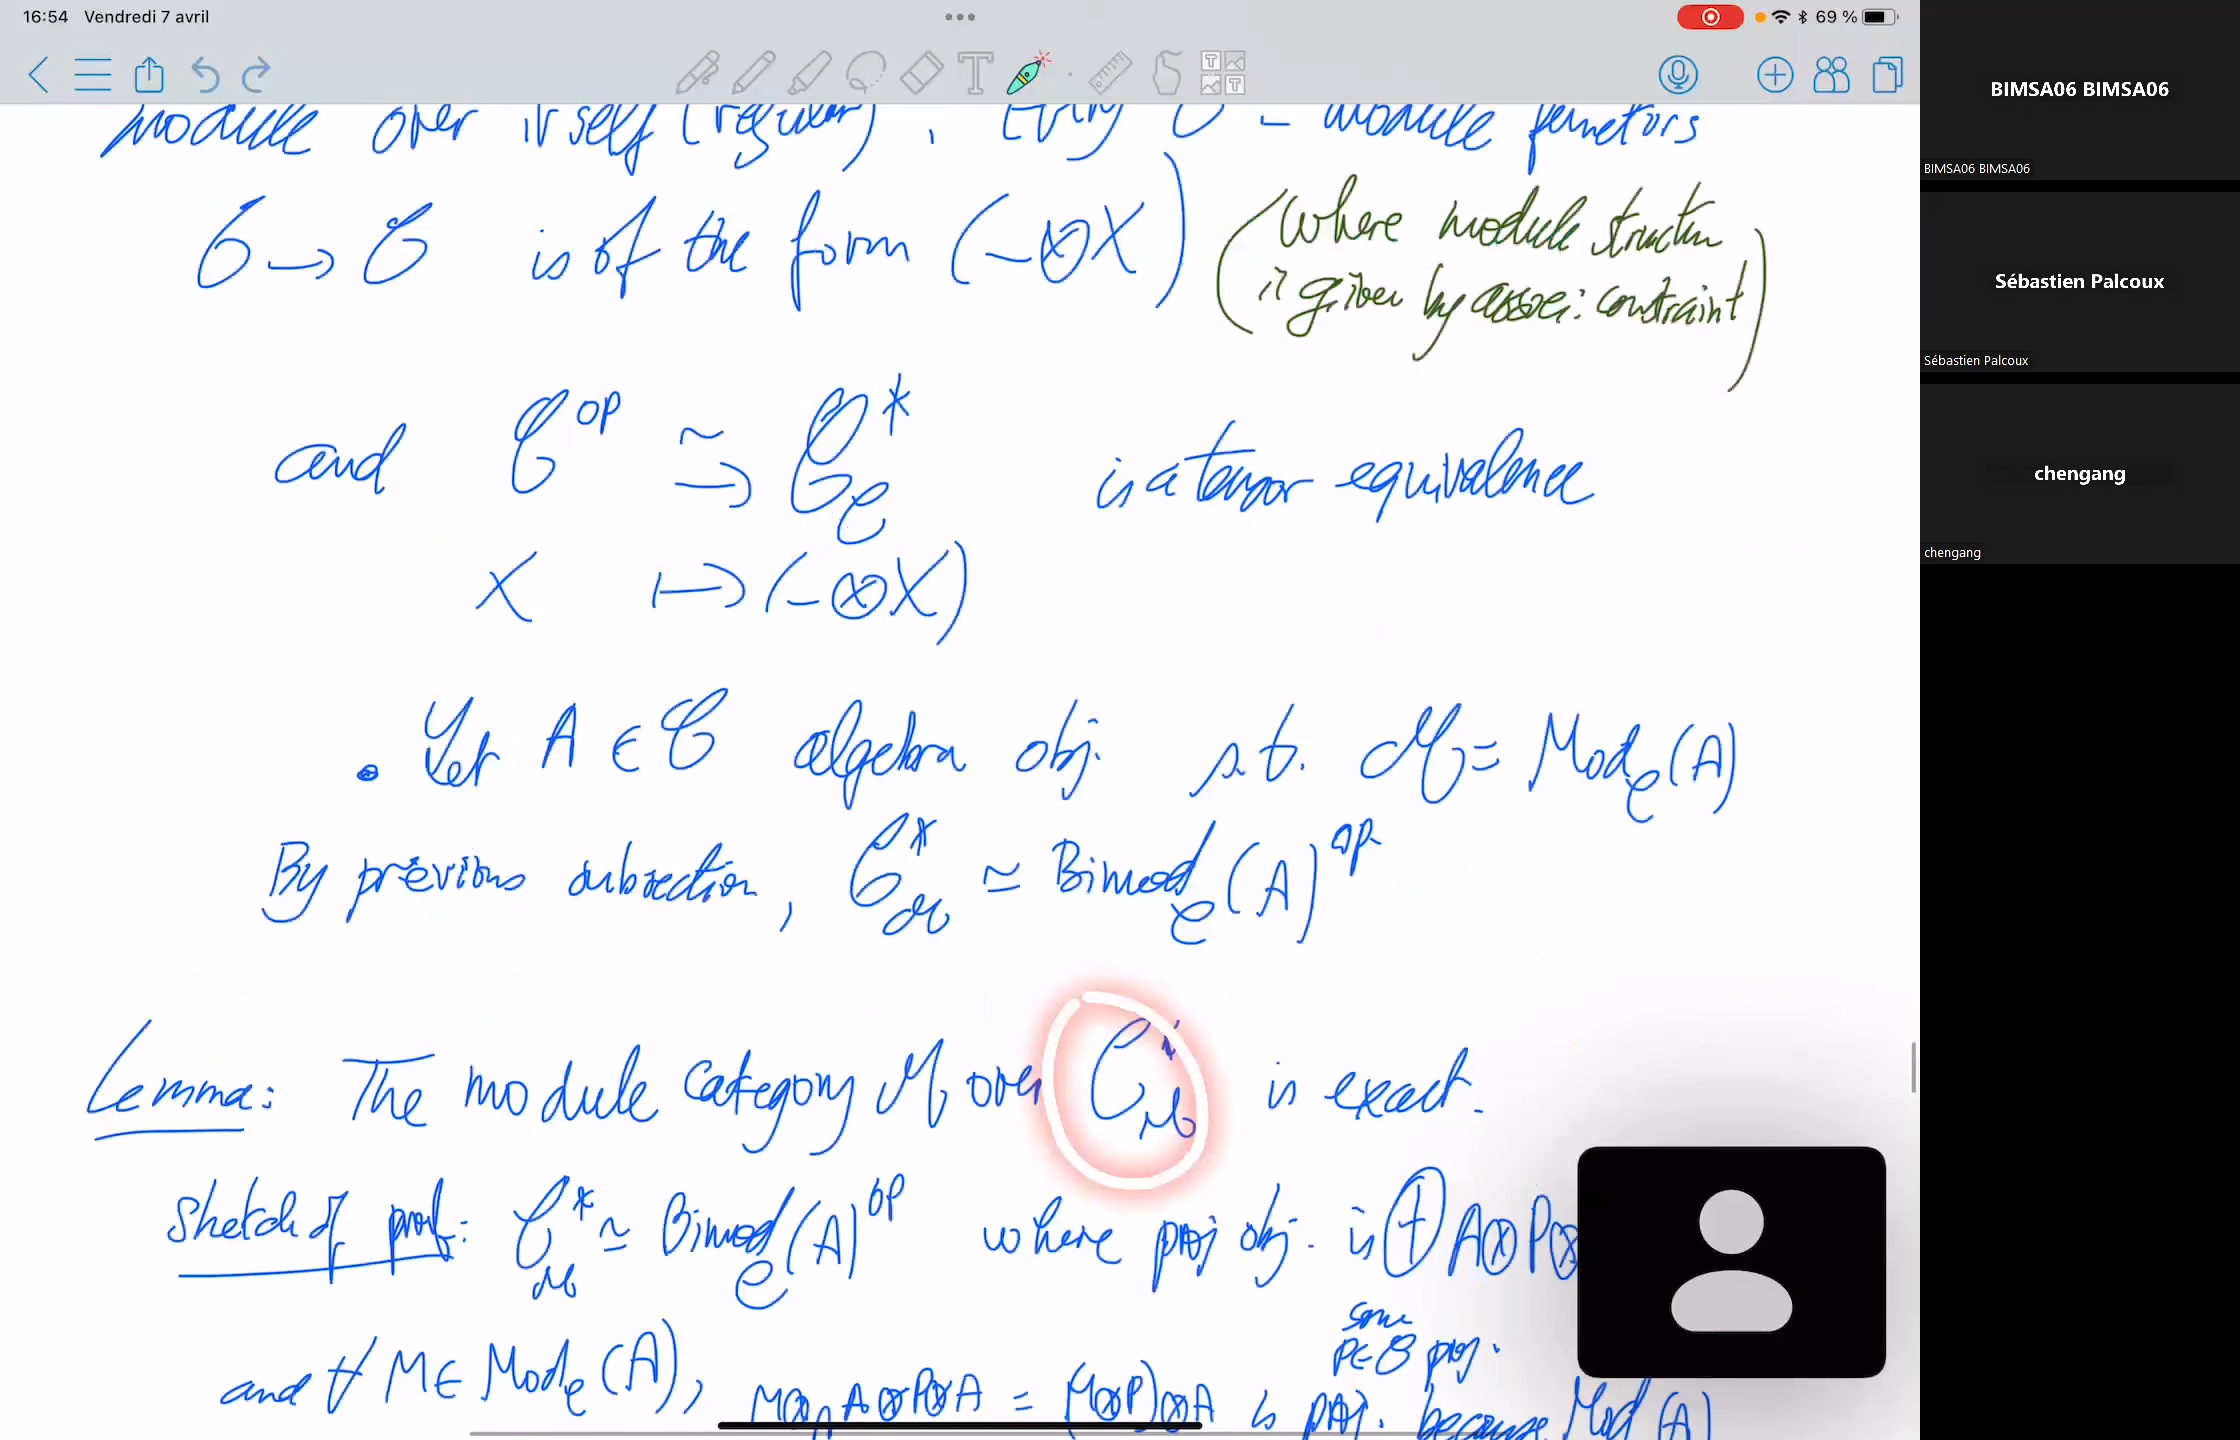 16:54 Vendredi 7 avril
69 %
module over itself (regular). Every C - module functors
C → C is of the form (-⊗X) (where module structur
is given by associ. constraint)
and C^op ≃→ C*_C is a tensor equivalence
X ↦ (-⊗X)
• Let A ∈ C algebra obj. s.t. M = Mod_C(A)
By previous subsection, C*_M ≃ Bimod_C(A)^op
Lemma: The module category M over C*_M is exact.
Sketch of proof: C*_M ≃ Bimod_C(A)^op where proj obj. is ⊕ A⊗P⊗
some
P∈C proj.
and ∀ M ∈ Mod_C(A), M⊗_A A⊗P⊗A = (M⊗P)⊗A is proj. because Mod (A)
BIMSA06 BIMSA06
BIMSA06 BIMSA06
Sébastien Palcoux
Sébastien Palcoux
chengang
chengang